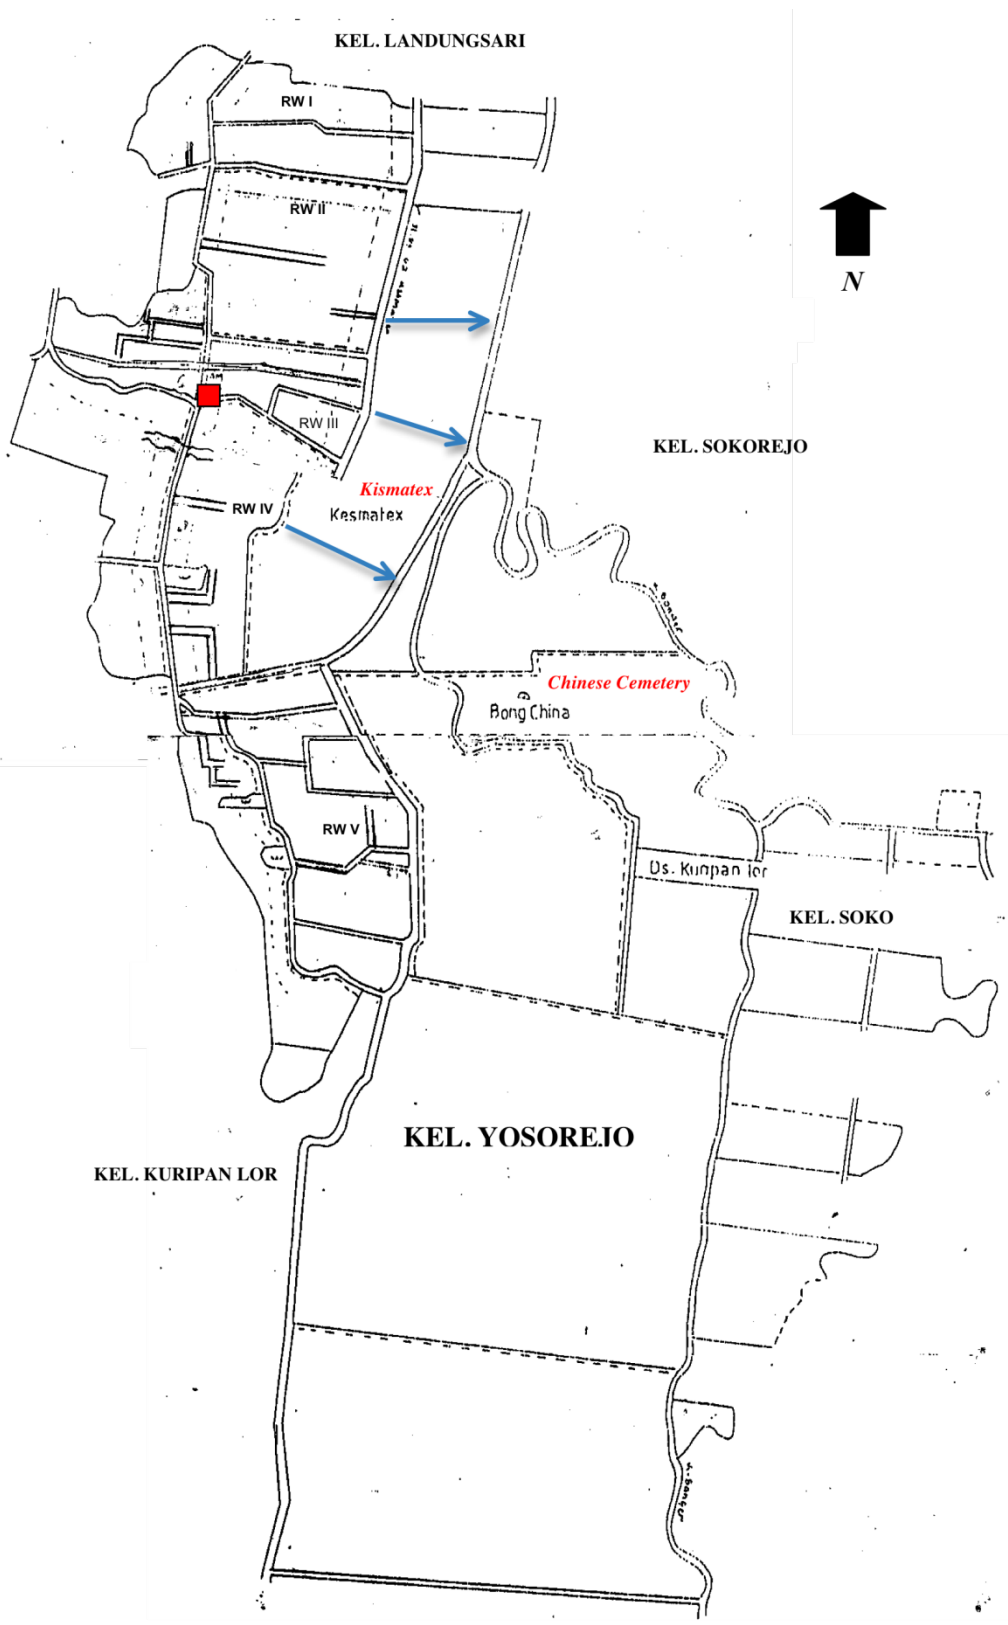 KEL. LANDUNGSARI
RW I
RW II
N
RW III
KEL. SOKOREJO
Kismatex
RW IV
Kesmatex
Chinese Cemetery
Bong China
RW V
Ds. Kuripan lor
KEL. SOKO
KEL. YOSOREJO
KEL. KURIPAN LOR